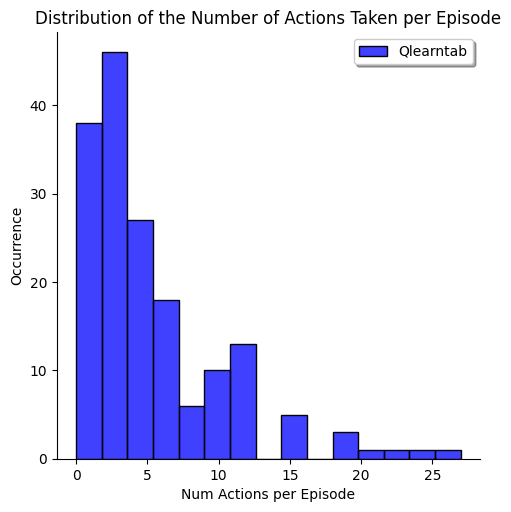 Distribution of the Number of Actions Taken per Episode
Qlearntab
40
30
20
10
0
Occurrence
0 5 10 15 20 25
Num Actions per Episode